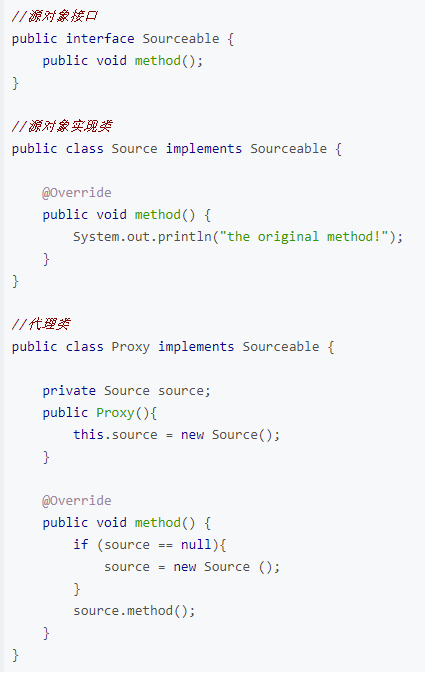 //源对象接口
public interface Sourceable {
    public void method();
}

//源对象实现类
public class Source implements Sourceable {

    @Override
    public void method() {
        System.out.println("the original method!");
    }
}

//代理类
public class Proxy implements Sourceable {

    private Source source;
    public Proxy(){
        this.source = new Source();
    }

    @Override
    public void method() {
        if (source == null){
            source = new Source ();
        }
        source.method();
    }
}